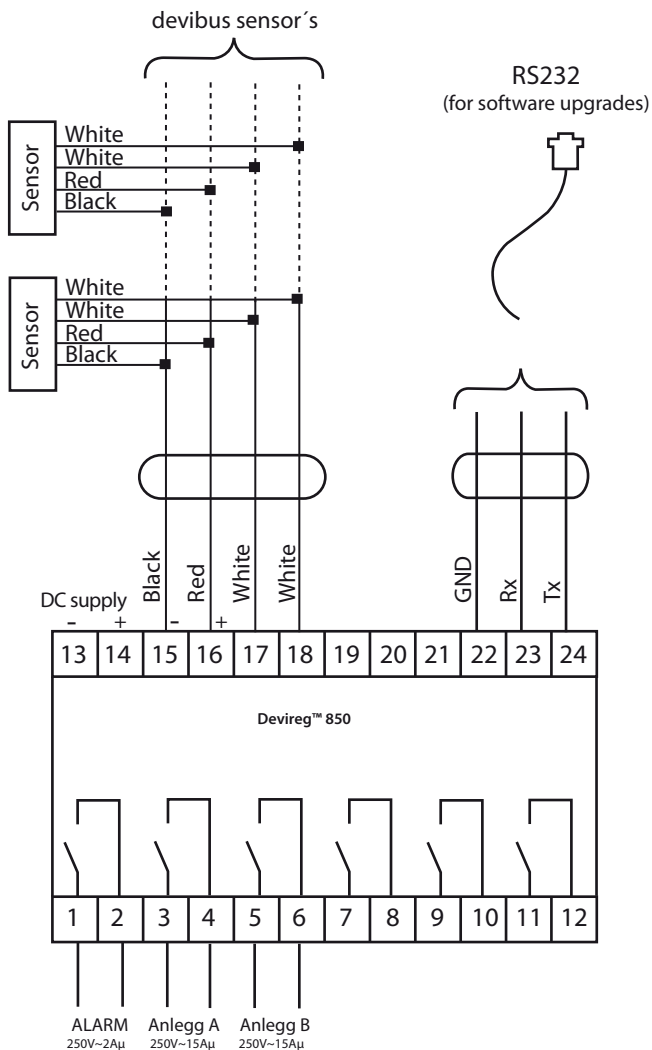 devibus sensor´s
RS232
(for software upgrades)
Sensor
White
White
Red
Black
Sensor
White
White
Red
Black
Black
Red
White
White
GND
Rx
Tx
DC supply
- + - +
13 14 15 16 17 18 19 20 21 22 23 24
Devireg™ 850
1 2 3 4 5 6 7 8 9 10 11 12
ALARM Anlegg A Anlegg B
250V~2Aµ 250V~15Aµ 250V~15Aµ